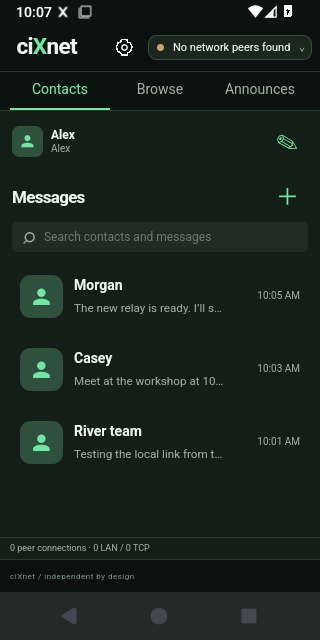 10:07
ciXnet
No network peers found
Contacts
Browse
Announces
Alex
Alex
Messages
Search contacts and messages
Morgan
10:05 AM
The new relay is ready. I'll s...
Casey
10:03 AM
Meet at the workshop at 10...
River team
10:01 AM
Testing the local link from t...
0 peer connections · 0 LAN / 0 TCP
ciXnet / independent by design